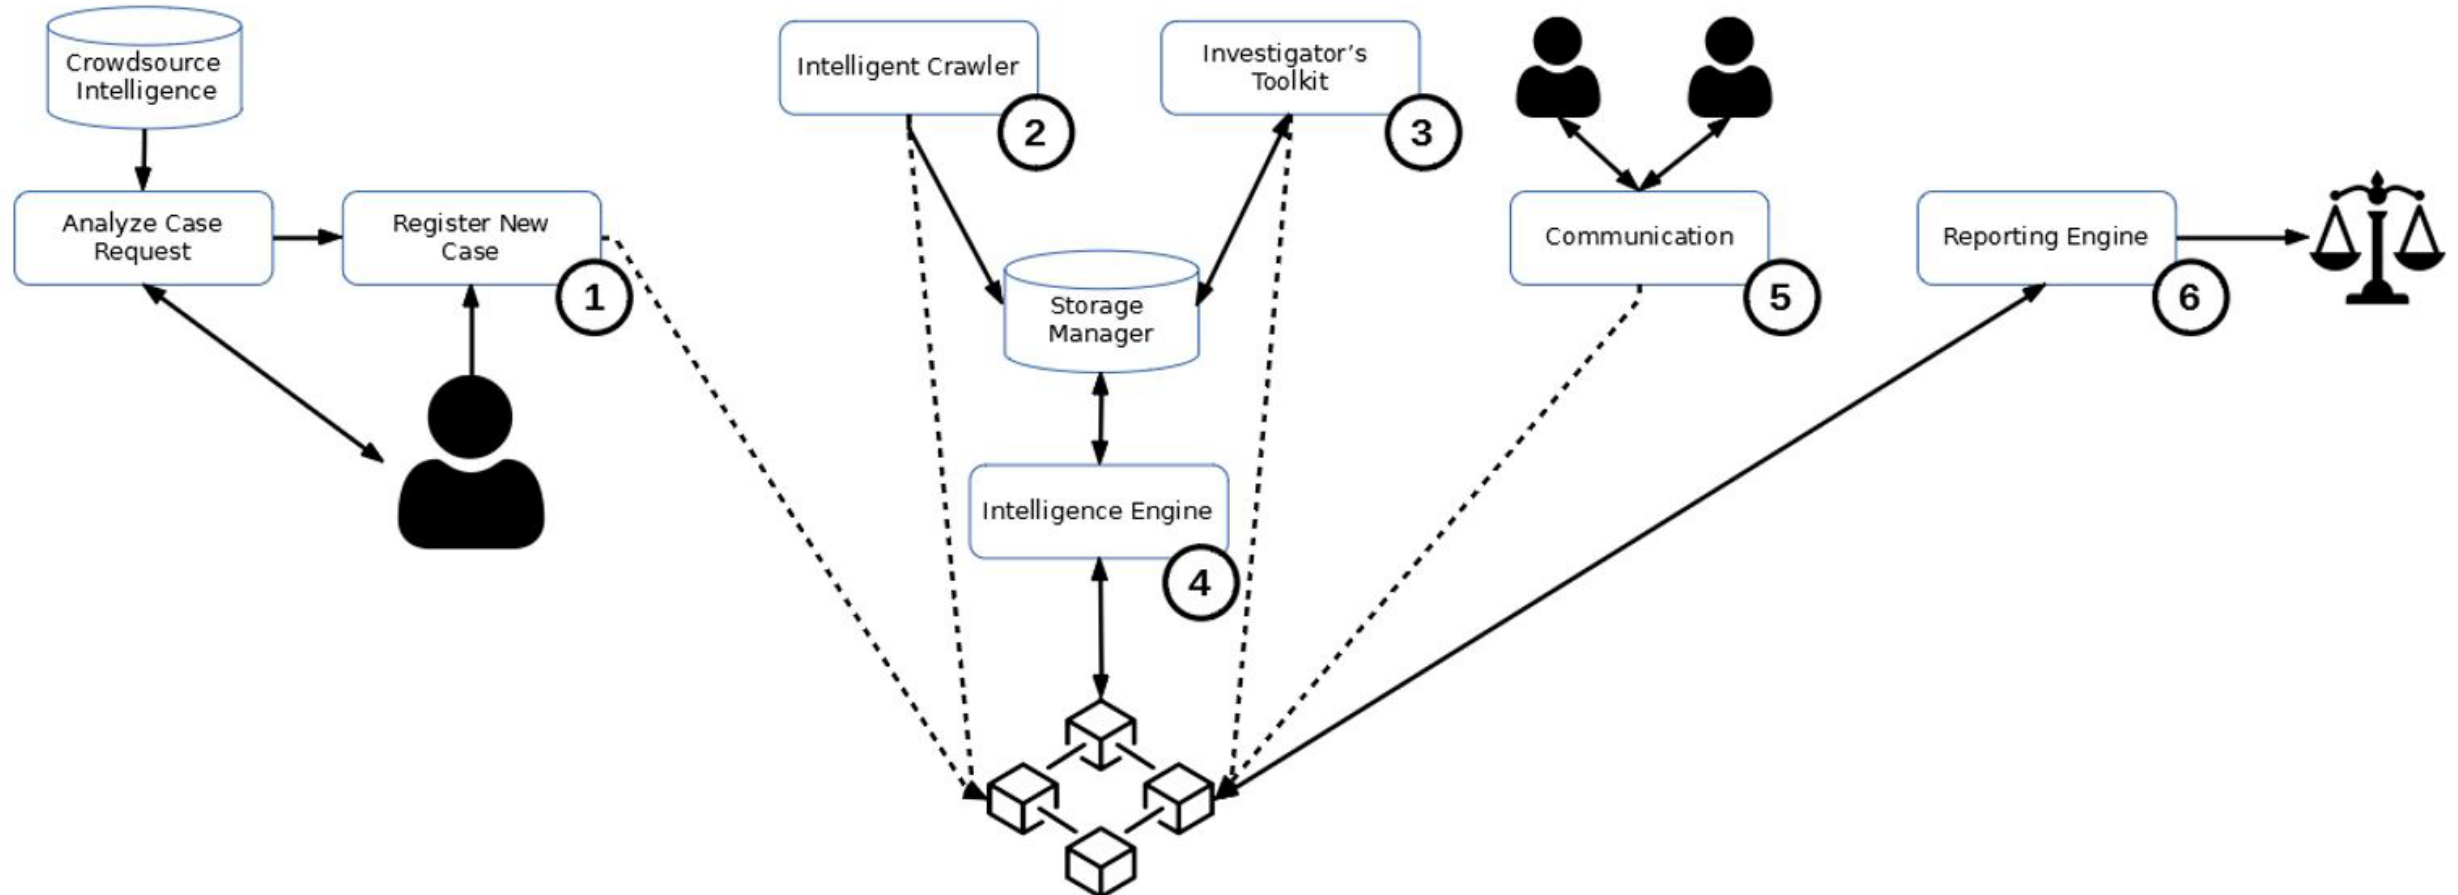 Crowdsource
Intelligence
Analyze Case
Request
Register New
Case
1
Intelligent Crawler
2
Investigator’s
Toolkit
3
Storage
Manager
Intelligence Engine
4
Communication
5
Reporting Engine
6